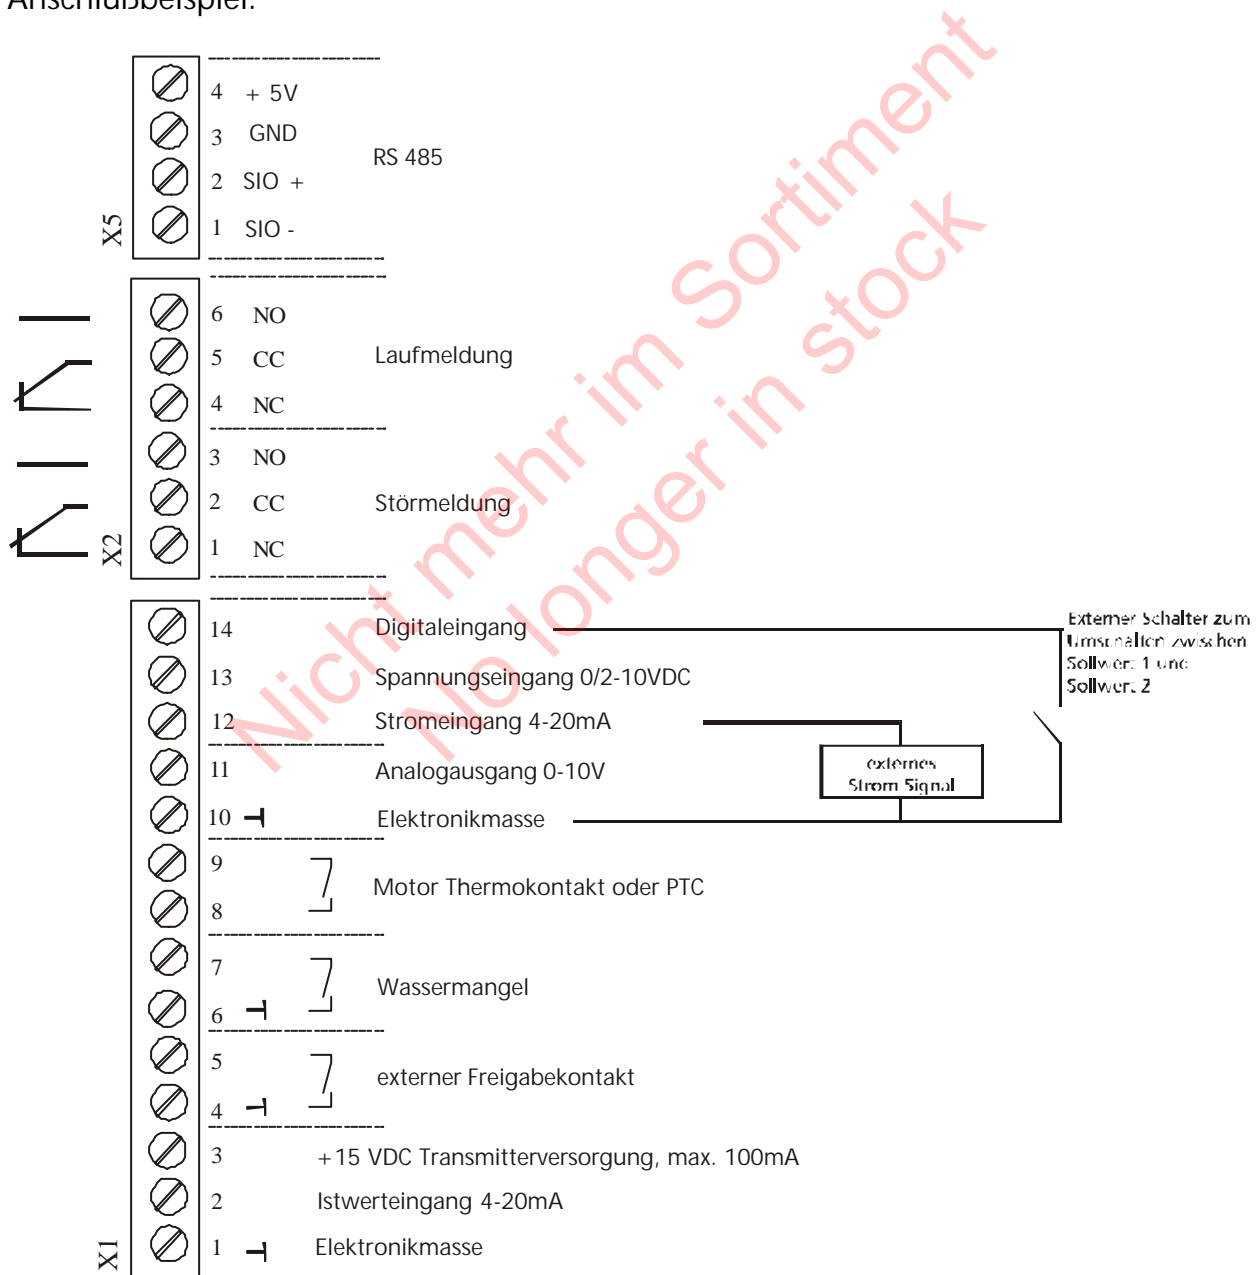 Anschlußbeispiel:
4 + 5V
3 GND
RS 485
2 SIO +
1 SIO -
X5
6 NO
5 CC Laufmeldung
4 NC
3 NO
2 CC Störmeldung
1 NC
X2
14 Digitaleingang
Externer Schalter zum
Umschalten zwischen
Sollwert 1 und
Sollwert 2
13 Spannungseingang 0/2-10VDC
12 Stromeingang 4-20mA
11 Analogausgang 0-10V
externes
Strom Signal
10 Elektronikmasse
9
Motor Thermokontakt oder PTC
8
7
Wassermangel
6
5
externer Freigabekontakt
4
3 +15 VDC Transmitterversorgung, max. 100mA
2 Istwerteingang 4-20mA
1 Elektronikmasse
X1
Nicht mehr im Sortiment
No longer in stock